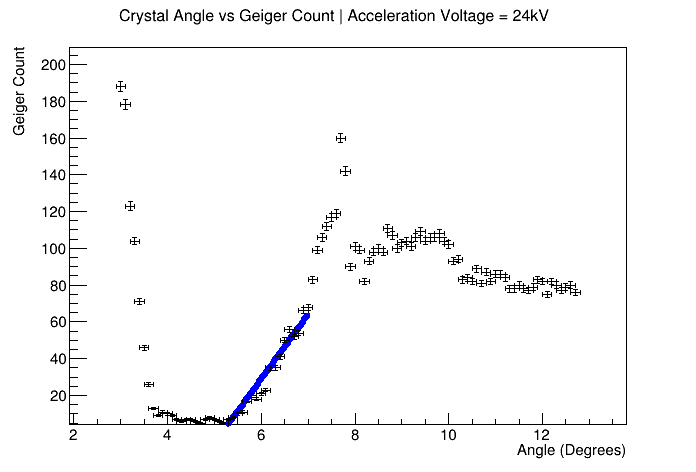 Crystal Angle vs Geiger Count | Acceleration Voltage = 24kV
Geiger Count
200
180
160
140
120
100
80
60
40
20
2 4 6 8 10 12
Angle (Degrees)